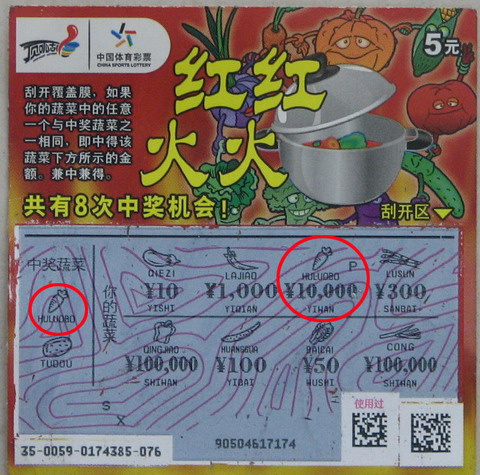 顶呱刮
中国体育彩票
CHINA SPORTS LOTTERY
5元
红红
火火
刮开覆盖膜，如果
你的蔬菜中的任意
一个与中奖蔬菜之
一相同，即中得该
蔬菜下方所示的金
额。兼中兼得。
共有8次中奖机会！
刮开区
中奖蔬菜
HULUOBO
TUDOU
你的蔬菜
QIEZI
¥10
YISHI
LAJIAO
¥1,000
YIQIAN
HULUOBO
¥10,000
YIWAN
P
P
LUSUN
¥300
SANBAI
QINGJIAO
¥100,000
SHIWAN
HUANGGUA
¥100
YIBAI
BAICAI
¥50
WUSHI
CONG
¥100,000
SHIWAN
S
X
使用过
35-0059-0174385-076
90504617174